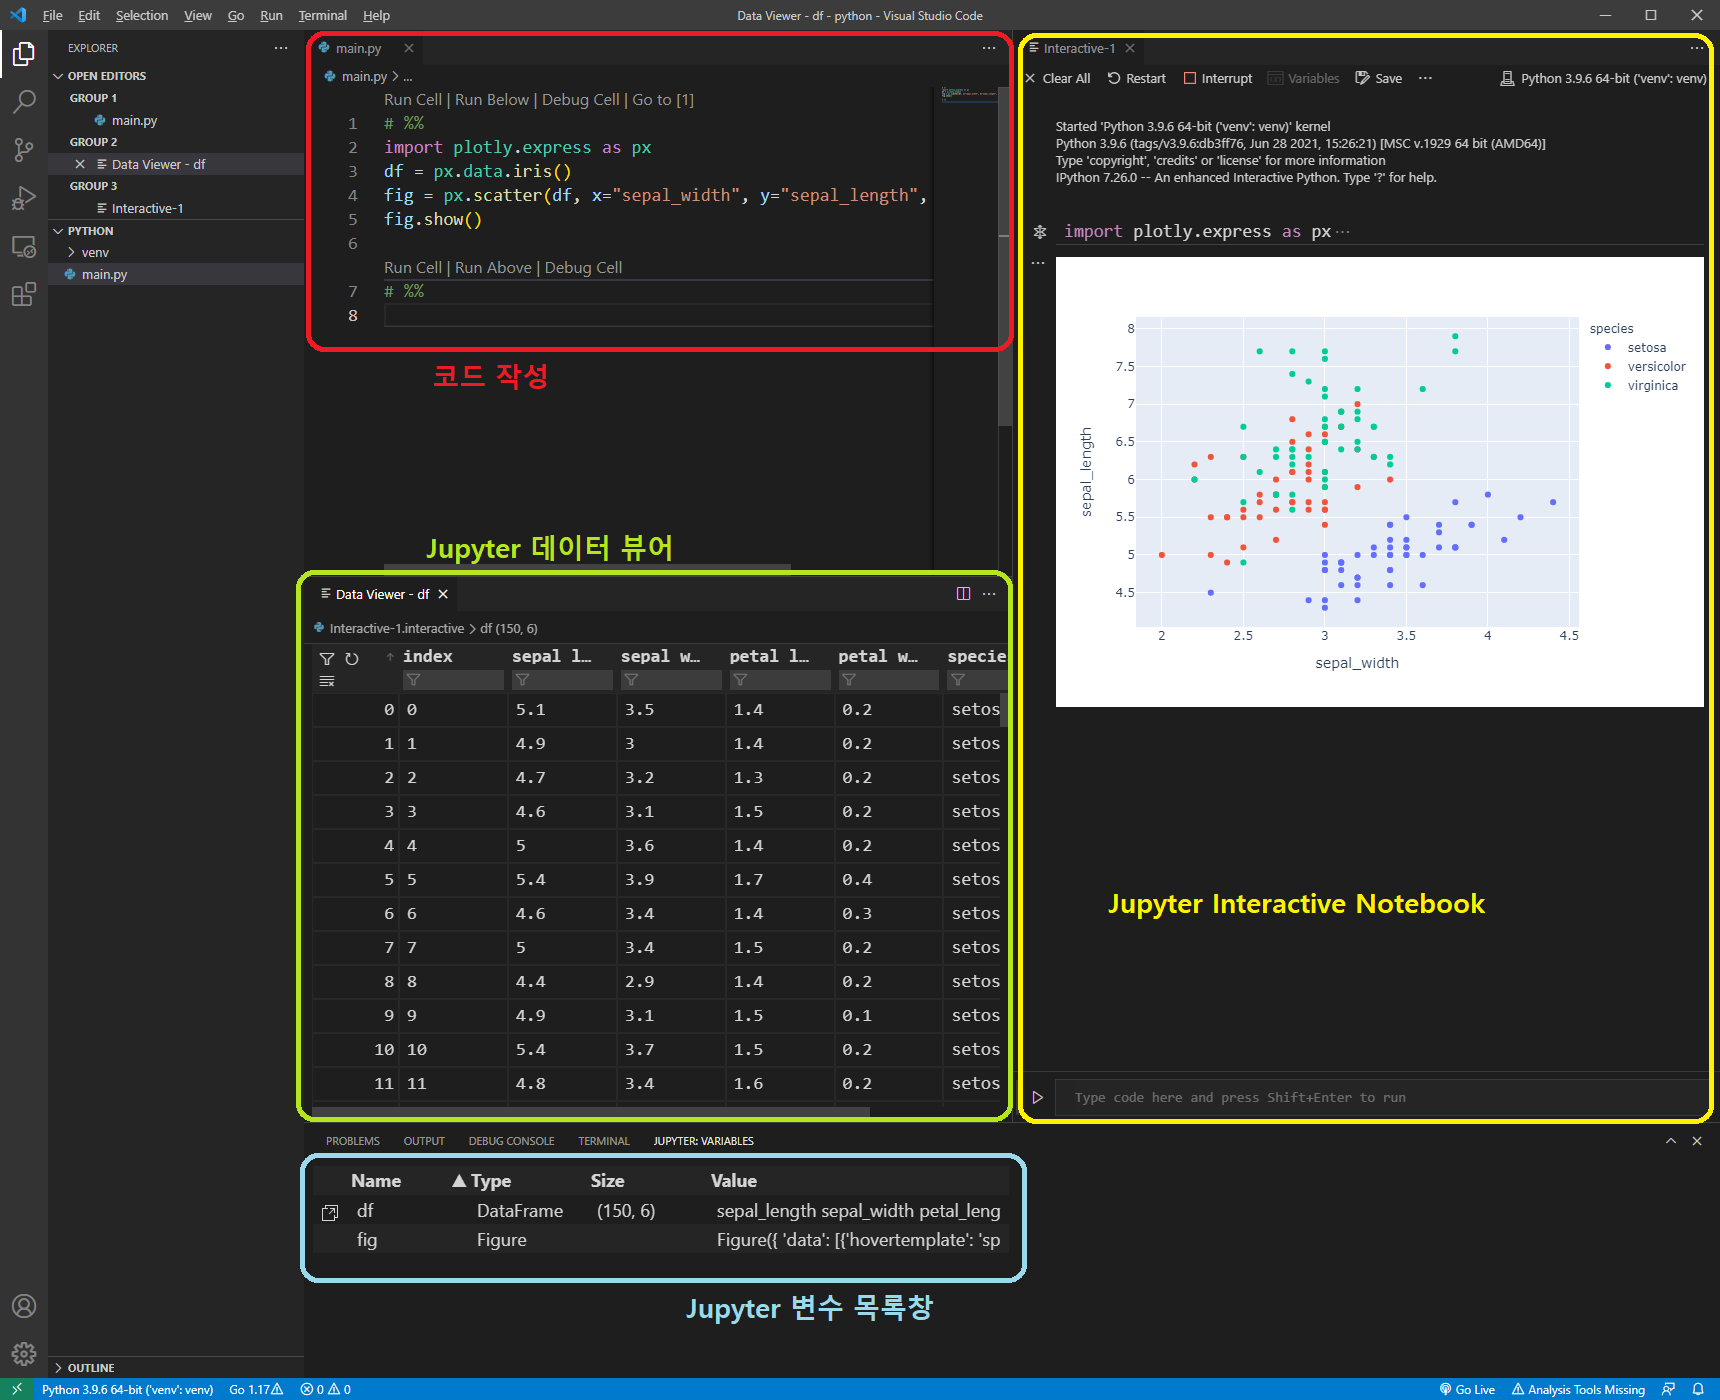 File Edit Selection View Go Run Terminal Help
Data Viewer - df - python - Visual Studio Code
EXPLORER
OPEN EDITORS
GROUP 1
main.py
GROUP 2
Data Viewer - df
GROUP 3
Interactive-1
PYTHON
venv
main.py
OUTLINE
main.py
main.py > ...
Run Cell | Run Below | Debug Cell | Go to [1]
1 # %%
2 import plotly.express as px
3 df = px.data.iris()
4 fig = px.scatter(df, x="sepal_width", y="sepal_length",
5 fig.show()
6
Run Cell | Run Above | Debug Cell
7 # %%
8
코드 작성
Jupyter 데이터 뷰어
Data Viewer - df
Interactive-1.interactive > df (150, 6)
index sepal l… sepal w… petal l… petal w… specie
0 0 5.1 3.5 1.4 0.2 setos
1 1 4.9 3 1.4 0.2 setos
2 2 4.7 3.2 1.3 0.2 setos
3 3 4.6 3.1 1.5 0.2 setos
4 4 5 3.6 1.4 0.2 setos
5 5 5.4 3.9 1.7 0.4 setos
6 6 4.6 3.4 1.4 0.3 setos
7 7 5 3.4 1.5 0.2 setos
8 8 4.4 2.9 1.4 0.2 setos
9 9 4.9 3.1 1.5 0.1 setos
10 10 5.4 3.7 1.5 0.2 setos
11 11 4.8 3.4 1.6 0.2 setos
Interactive-1
Clear All Restart Interrupt Variables Save ... Python 3.9.6 64-bit ('venv': venv)
Started 'Python 3.9.6 64-bit ('venv': venv)' kernel
Python 3.9.6 (tags/v3.9.6:db3ff76, Jun 28 2021, 15:26:21) [MSC v.1929 64 bit (AMD64)]
Type 'copyright', 'credits' or 'license' for more information
IPython 7.26.0 -- An enhanced Interactive Python. Type '?' for help.
import plotly.express as px ...
species
setosa
versicolor
virginica
8
7.5
7
6.5
6
5.5
5
4.5
sepal_length
2 2.5 3 3.5 4 4.5
sepal_width
Jupyter Interactive Notebook
Type code here and press Shift+Enter to run
PROBLEMS OUTPUT DEBUG CONSOLE TERMINAL JUPYTER: VARIABLES
Name ▲ Type Size Value
df DataFrame (150, 6) sepal_length sepal_width petal_leng
fig Figure Figure({ 'data': [{'hovertemplate': 'sp
Jupyter 변수 목록창
Python 3.9.6 64-bit ('venv': venv) Go 1.17 0 0 Go Live Analysis Tools Missing